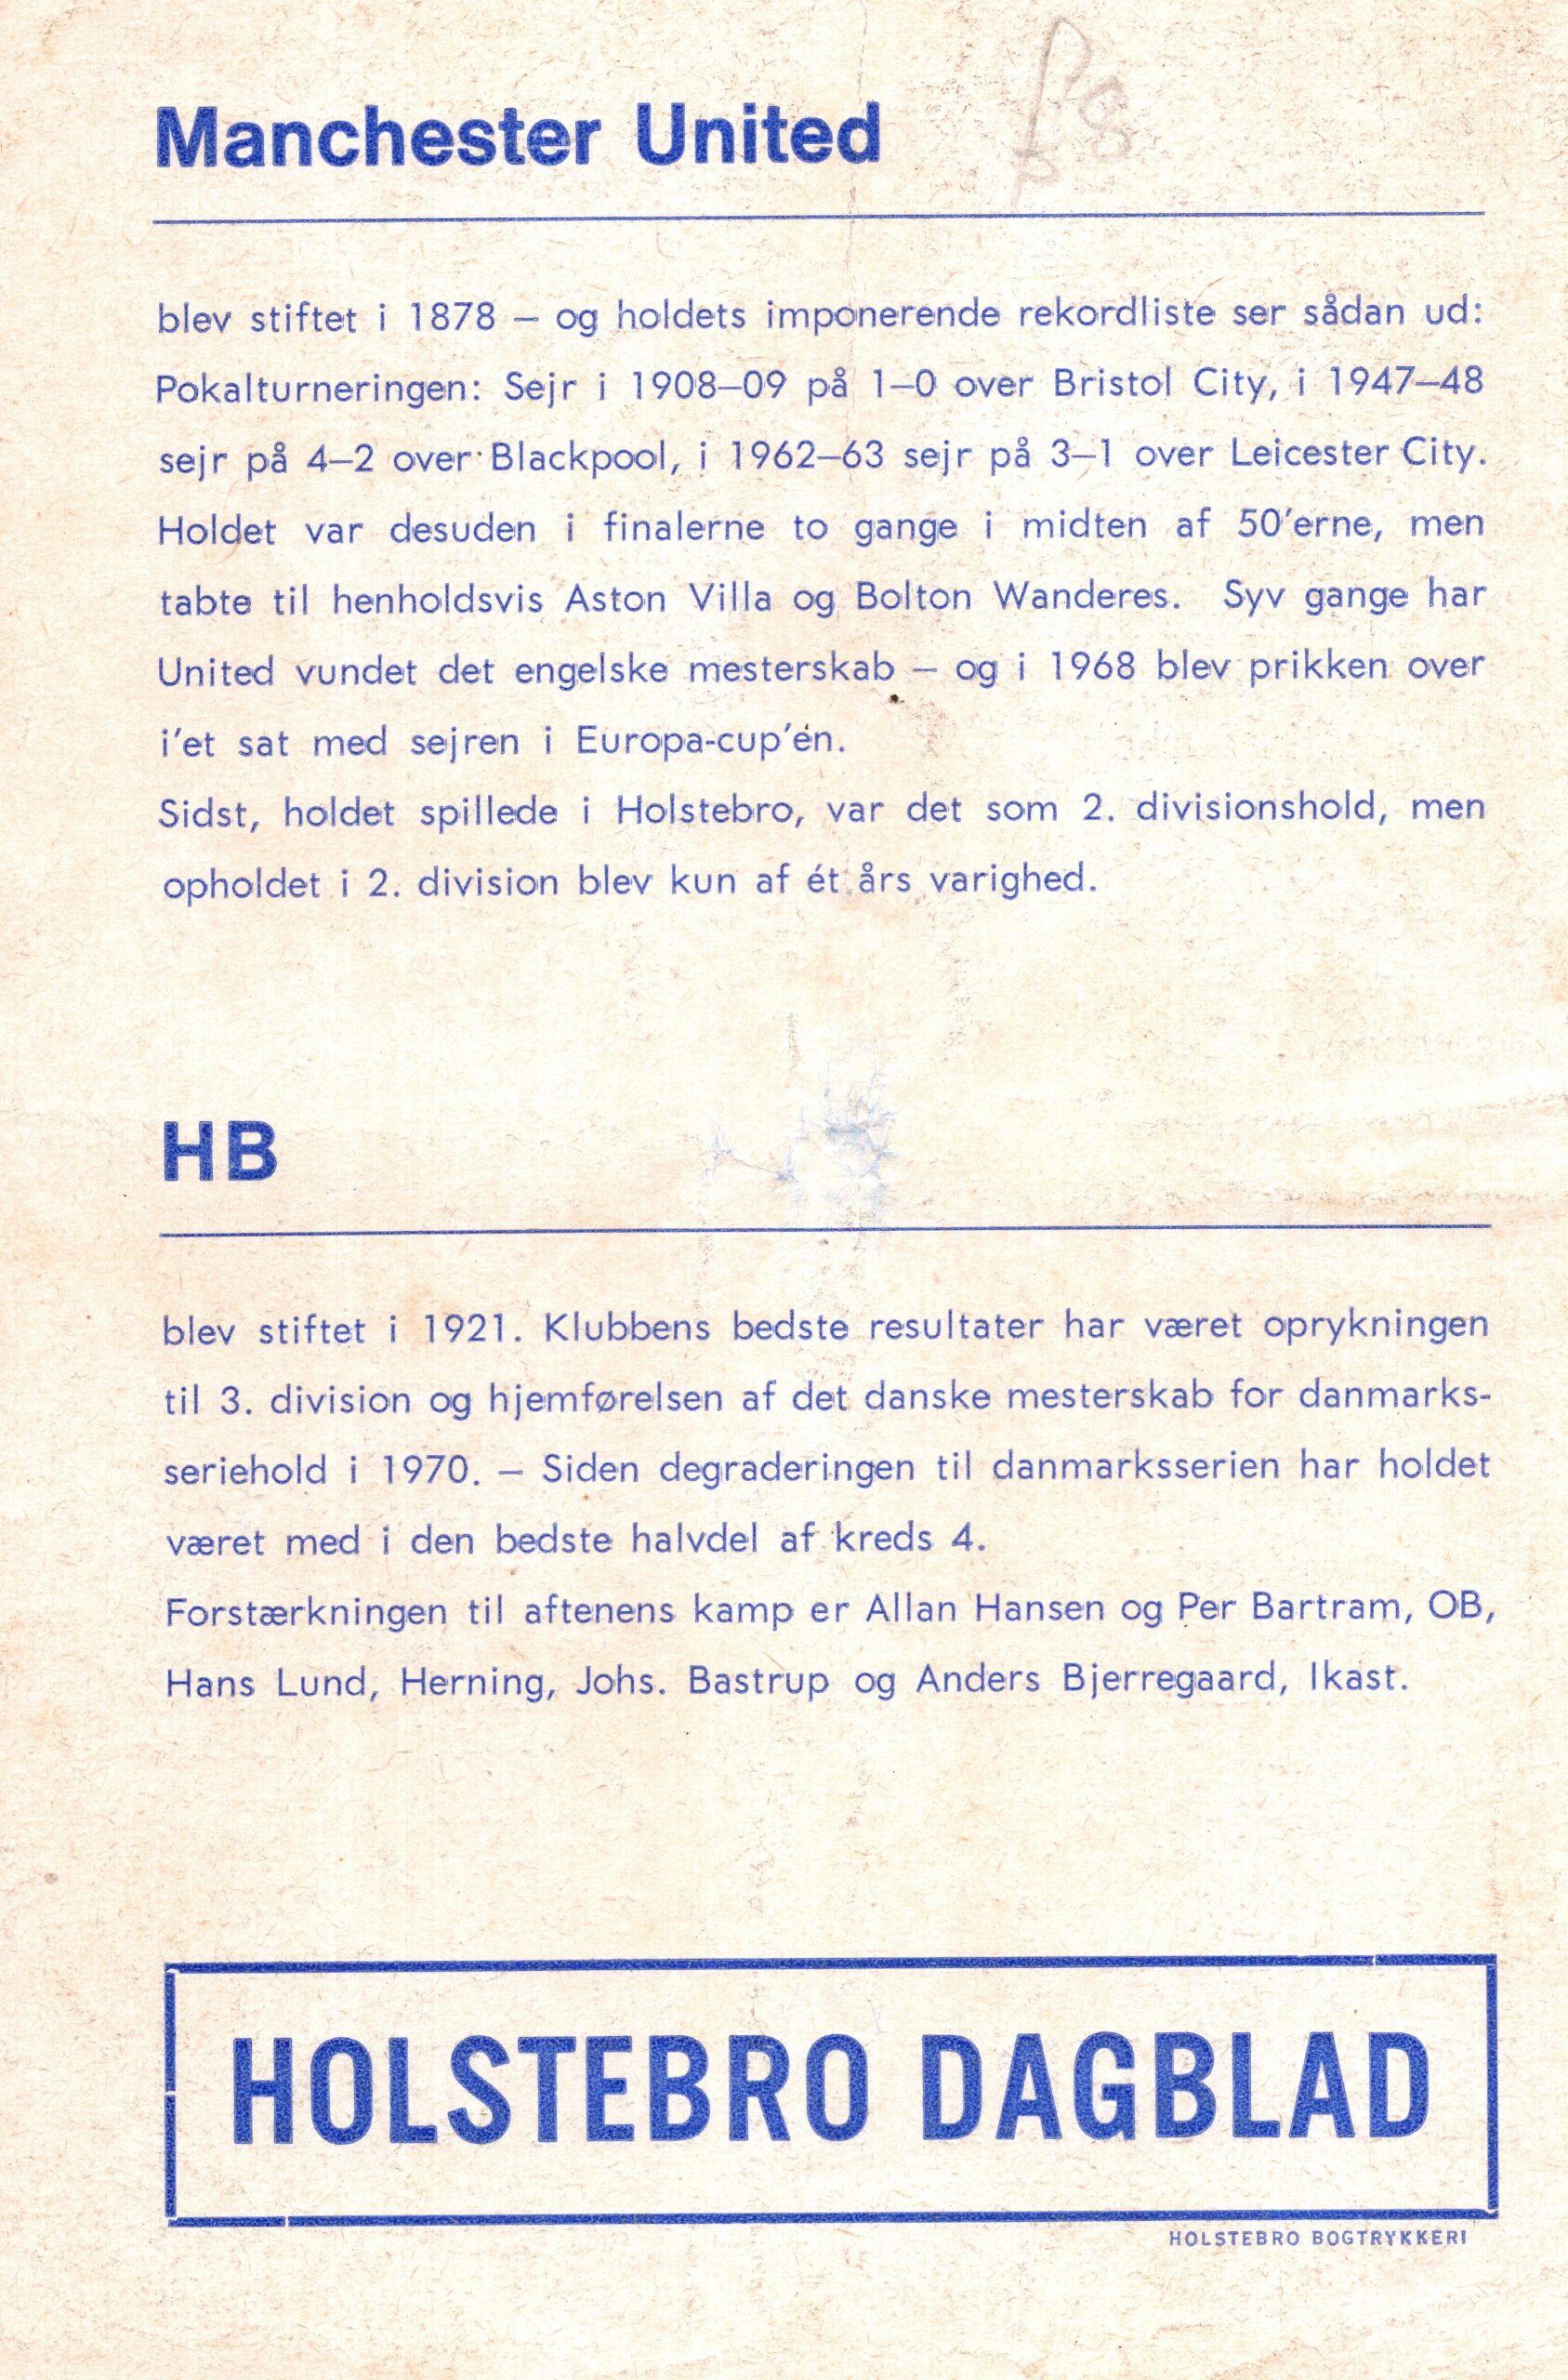 Manchester United
£8
blev stiftet i 1878 – og holdets imponerende rekordliste ser sådan ud:
Pokalturneringen: Sejr i 1908–09 på 1–0 over Bristol City, i 1947–48
sejr på 4–2 over Blackpool, i 1962–63 sejr på 3–1 over Leicester City.
Holdet var desuden i finalerne to gange i midten af 50'erne, men
tabte til henholdsvis Aston Villa og Bolton Wanderes. Syv gange har
United vundet det engelske mesterskab – og i 1968 blev prikken over
i'et sat med sejren i Europa-cup'en.
Sidst, holdet spillede i Holstebro, var det som 2. divisionshold, men
opholdet i 2. division blev kun af ét års varighed.
HB
blev stiftet i 1921. Klubbens bedste resultater har været oprykningen
til 3. division og hjemførelsen af det danske mesterskab for danmarks-
seriehold i 1970. – Siden degraderingen til danmarksserien har holdet
været med i den bedste halvdel af kreds 4.
Forstærkningen til aftenens kamp er Allan Hansen og Per Bartram, OB,
Hans Lund, Herning, Johs. Bastrup og Anders Bjerregaard, Ikast.
HOLSTEBRO DAGBLAD
HOLSTEBRO BOGTRYKKERI